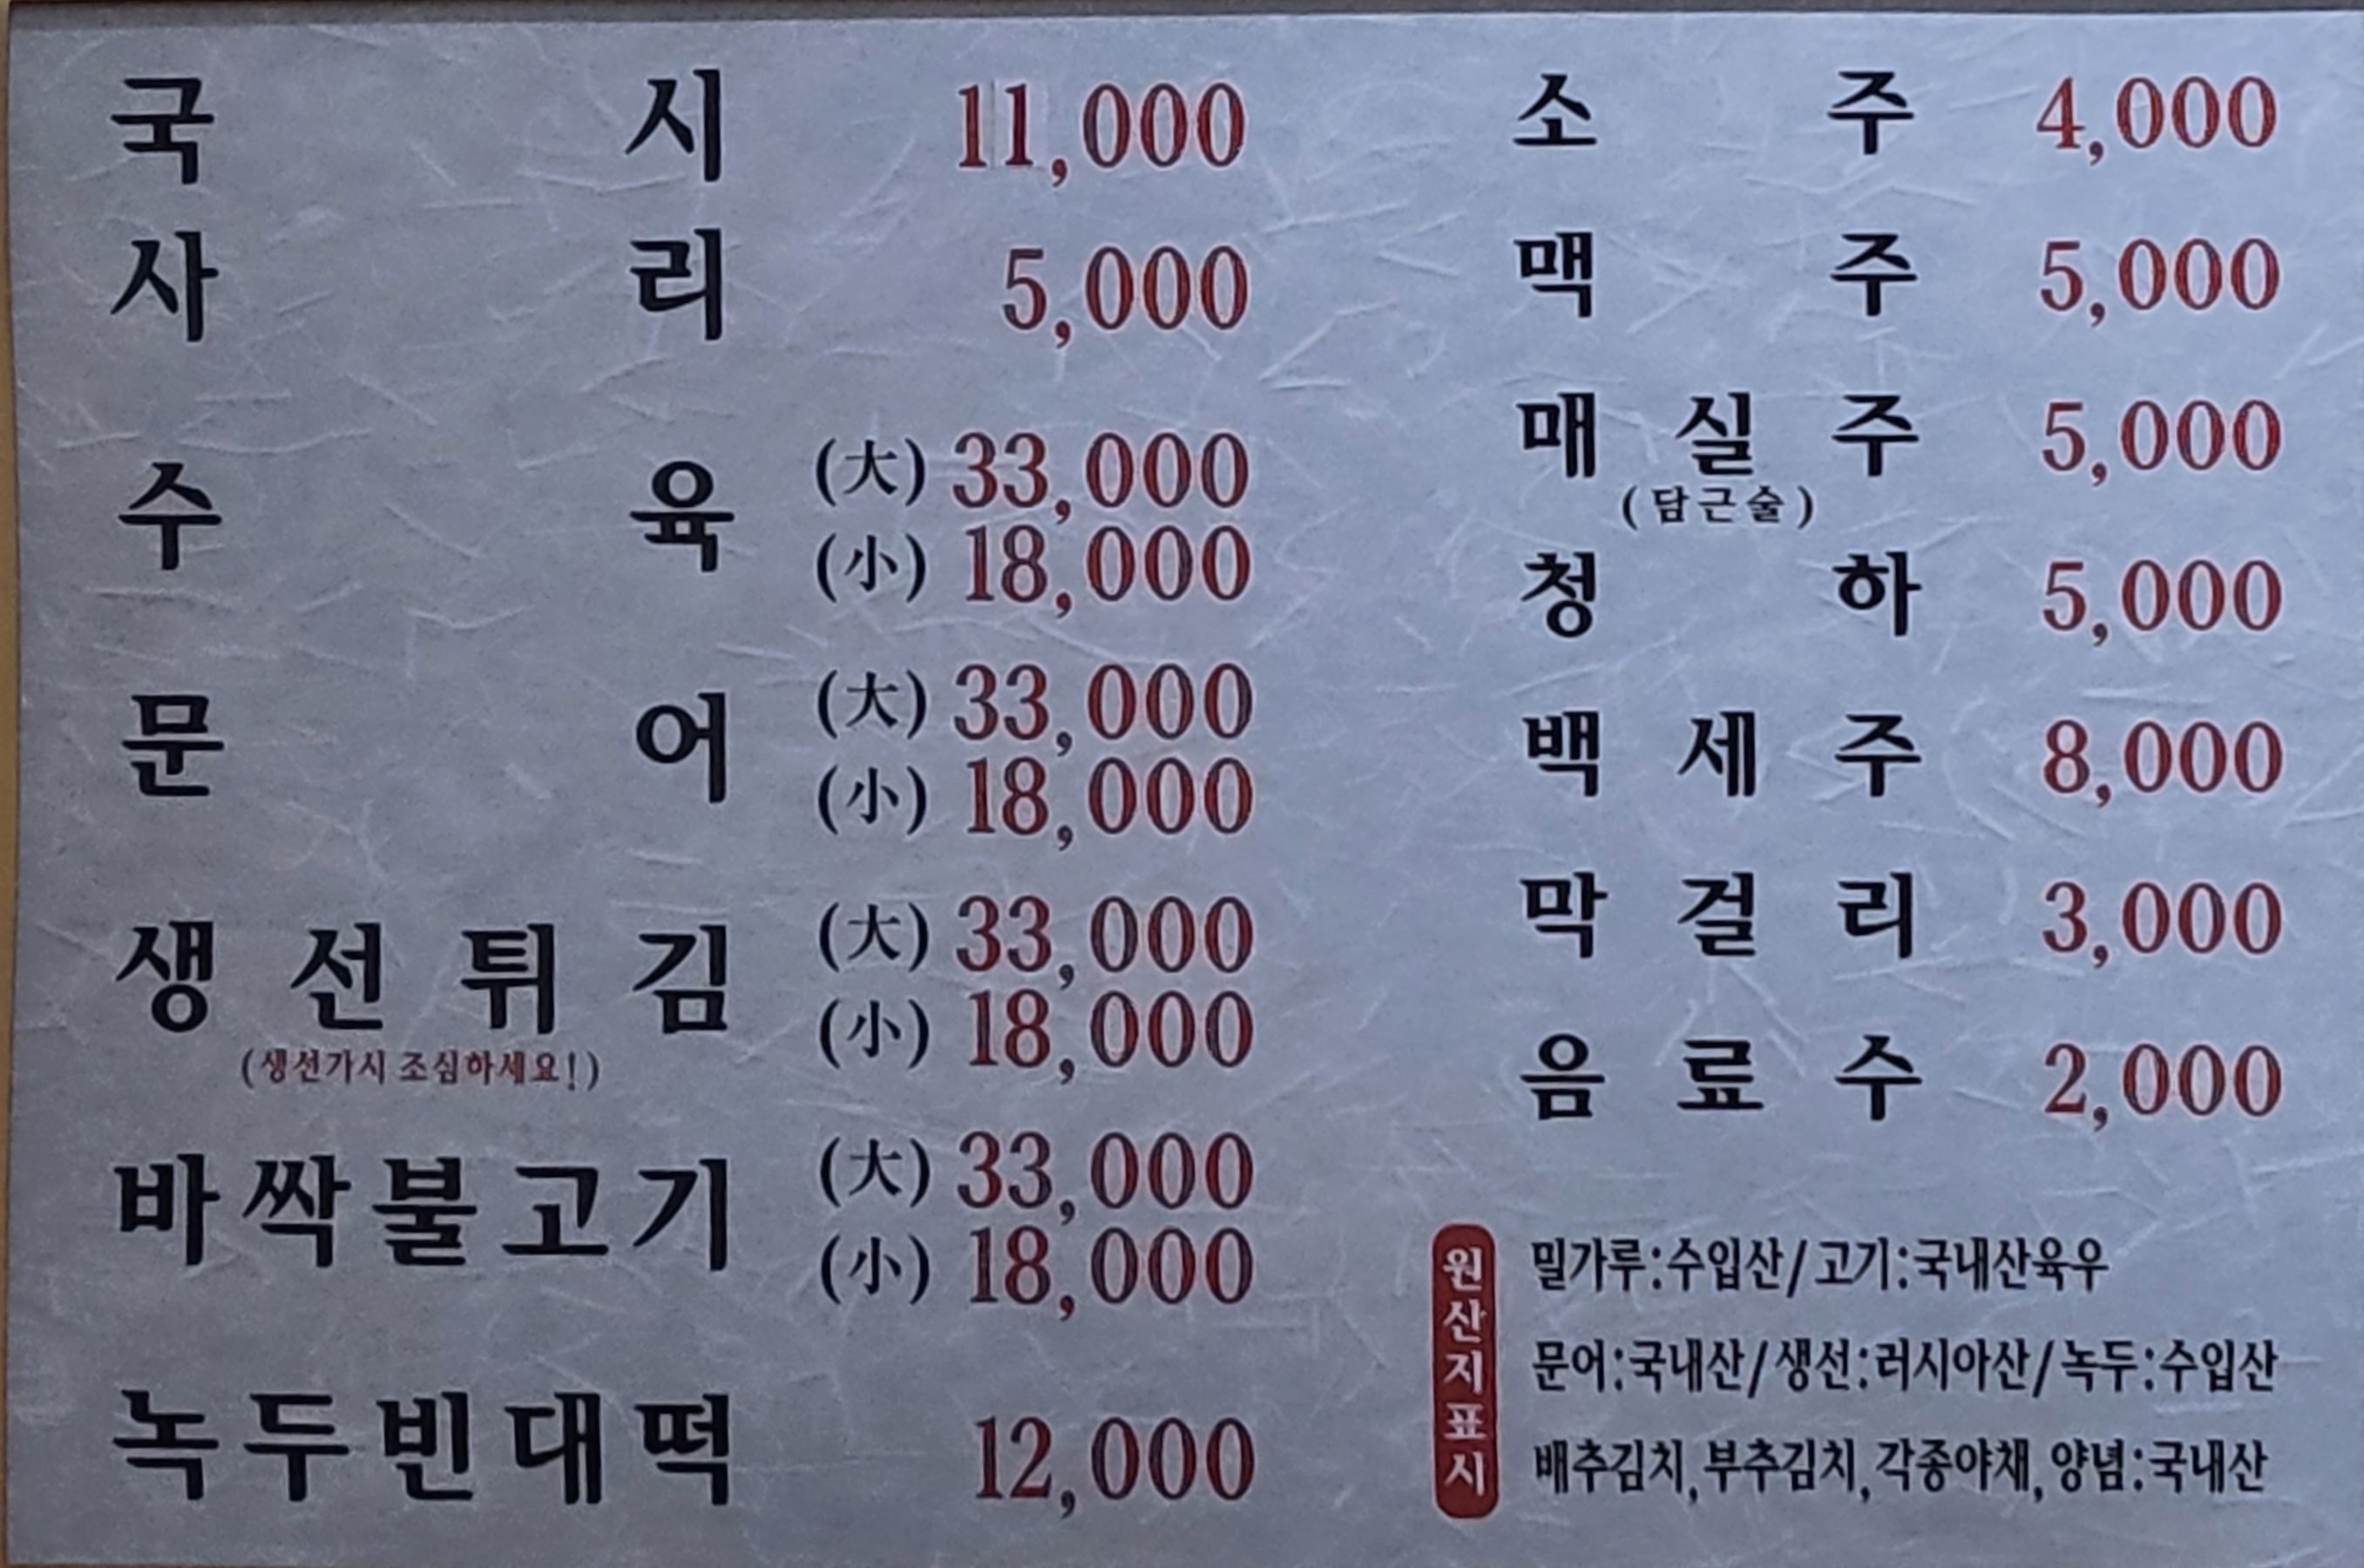 국시 11,000
사리 5,000
수육 (大) 33,000
(小) 18,000
문어 (大) 33,000
(小) 18,000
생선튀김 (大) 33,000
(小) 18,000
(생선가시 조심하세요!)
바싹불고기 (大) 33,000
(小) 18,000
녹두빈대떡 12,000
소주 4,000
맥주 5,000
매실주 5,000
(담근술)
청하 5,000
백세주 8,000
막걸리 3,000
음료수 2,000
원산지표시
밀가루:수입산/고기:국내산육우
문어:국내산/생선:러시아산/녹두:수입산
배추김치, 부추김치, 각종야채, 양념:국내산